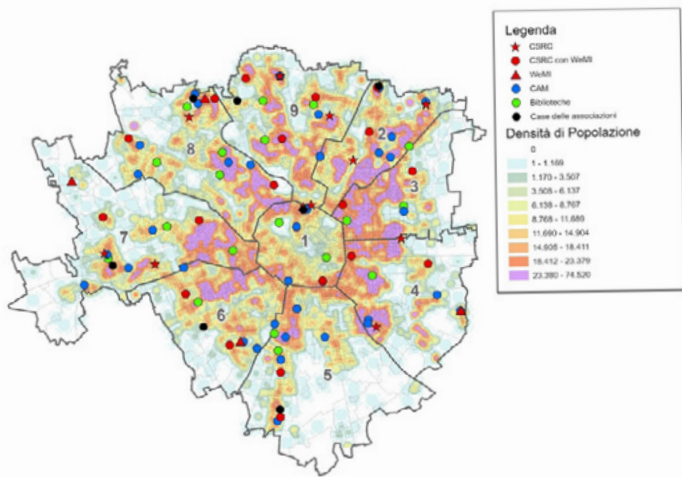 Legenda
CSRC
CSRC con WeMI
WeMI
CAM
Biblioteche
Case delle associazioni
Densità di Popolazione
0
1 - 1.169
1.170 - 3.507
3.508 - 6.137
6.138 - 8.767
8.768 - 11.689
11.690 - 14.904
14.905 - 18.411
18.412 - 23.379
23.380 - 74.520
9
2
8
3
1
7
4
6
5